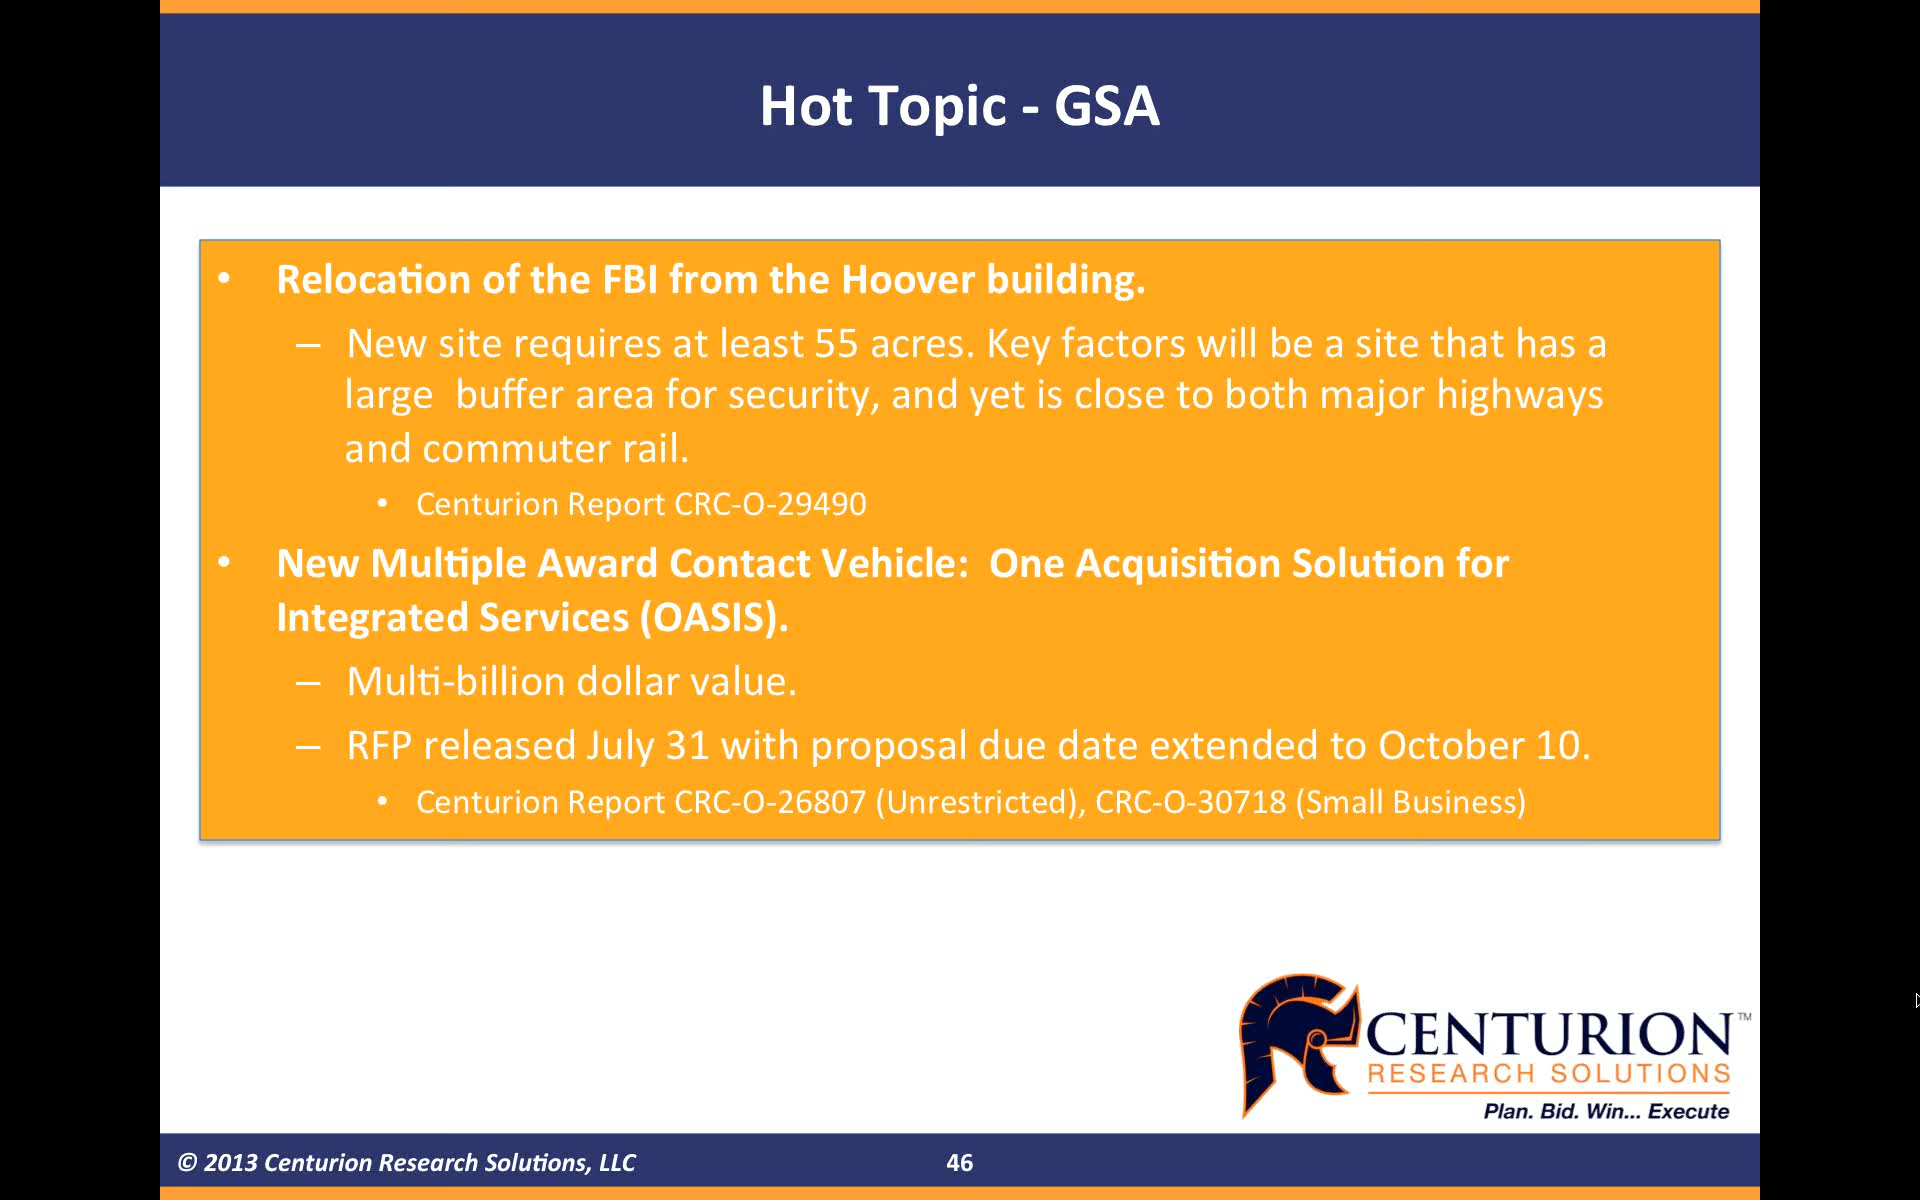 Hot Topic - GSA
• Relocation of the FBI from the Hoover building.
– New site requires at least 55 acres. Key factors will be a site that has a
large  buffer area for security, and yet is close to both major highways
and commuter rail.
• Centurion Report CRC-O-29490
• New Multiple Award Contact Vehicle:  One Acquisition Solution for
Integrated Services (OASIS).
– Multi-billion dollar value.
– RFP released July 31 with proposal due date extended to October 10.
• Centurion Report CRC-O-26807 (Unrestricted), CRC-O-30718 (Small Business)
CENTURION™
RESEARCH SOLUTIONS
Plan. Bid. Win... Execute
© 2013 Centurion Research Solutions, LLC
46